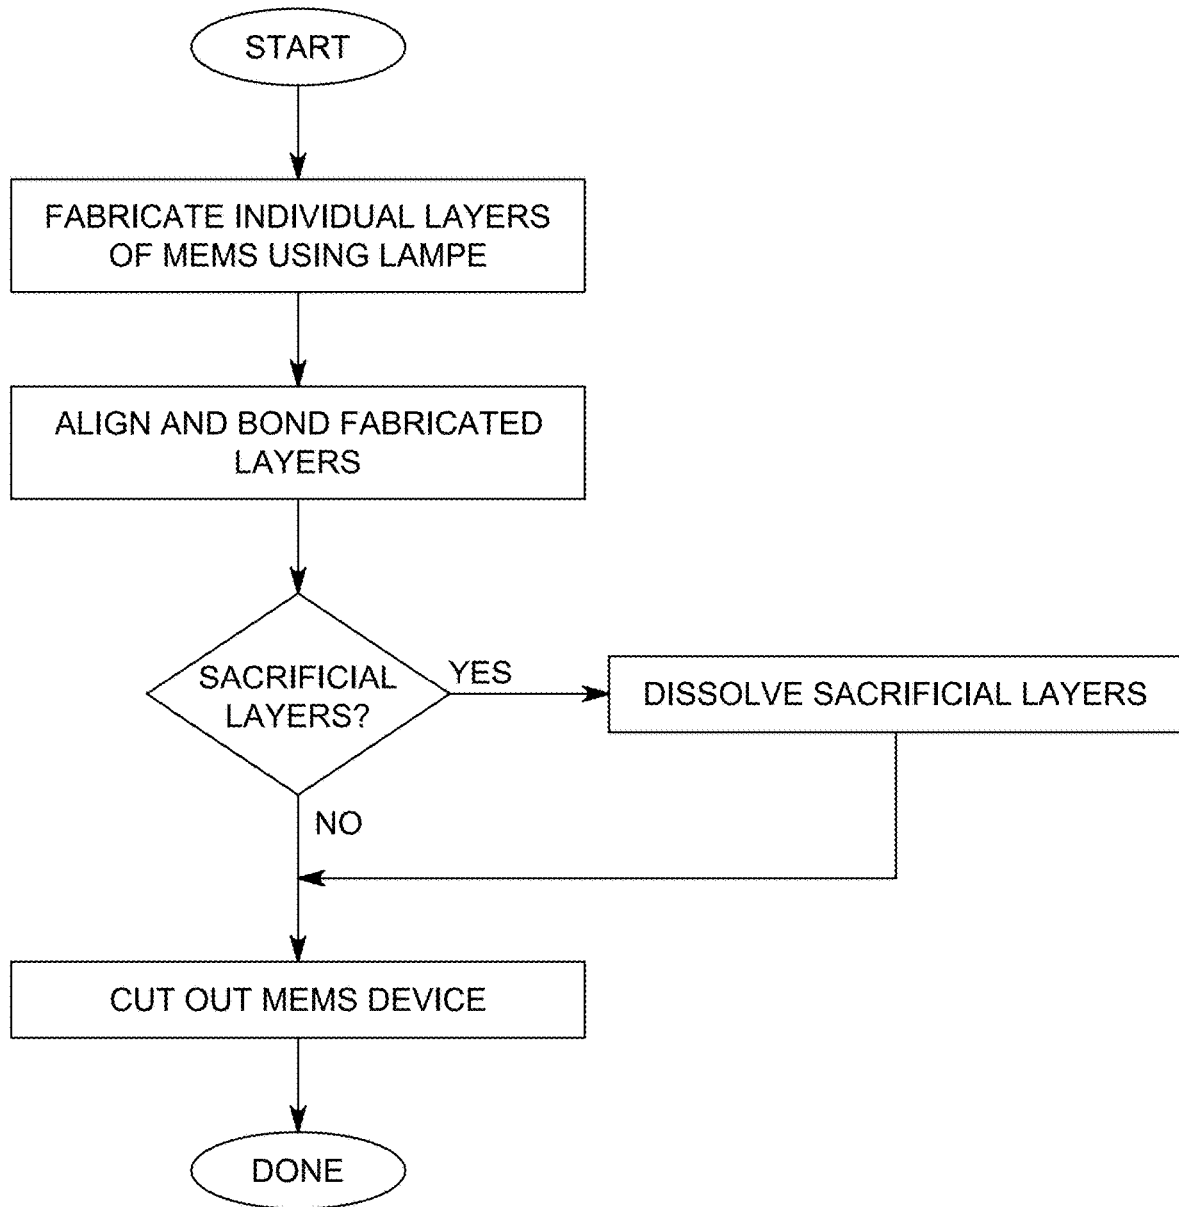 START
FABRICATE INDIVIDUAL LAYERS
OF MEMS USING LAMPE
ALIGN AND BOND FABRICATED
LAYERS
SACRIFICIAL
LAYERS?
YES
DISSOLVE SACRIFICIAL LAYERS
NO
CUT OUT MEMS DEVICE
DONE